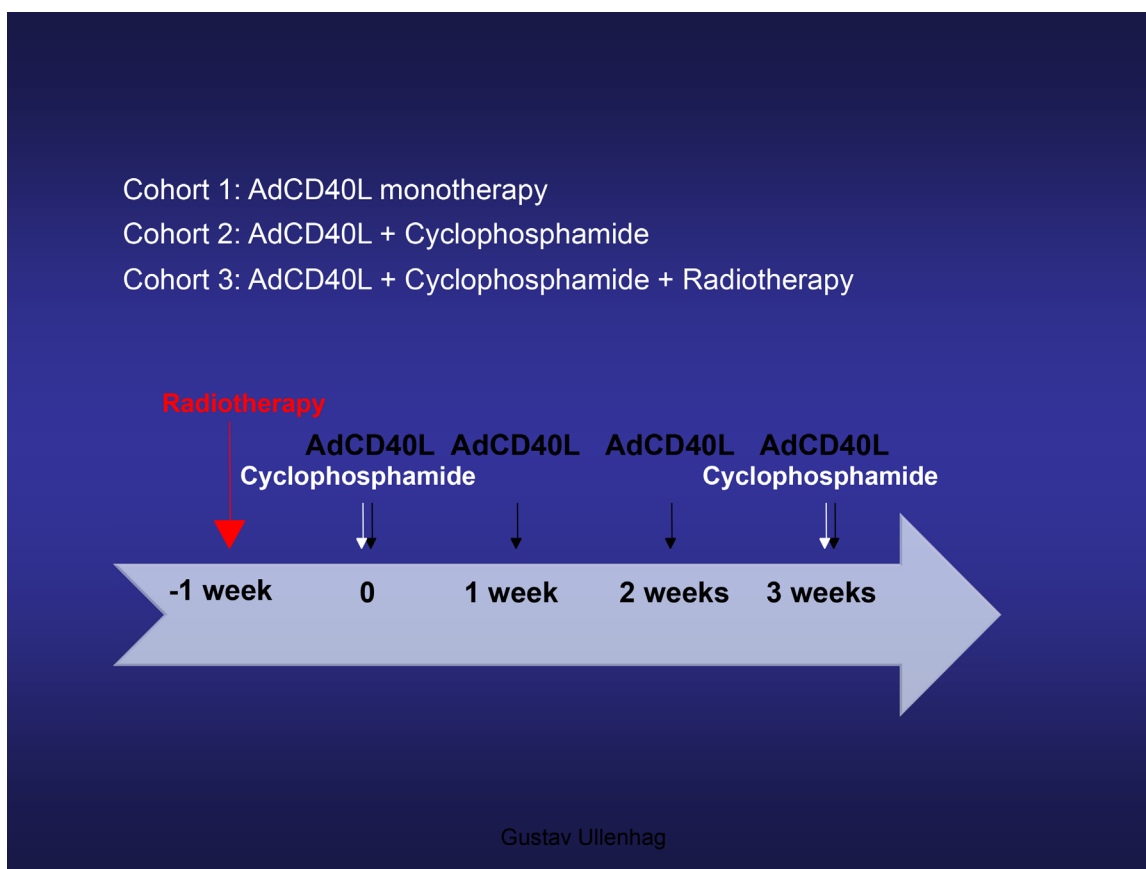 Cohort 1: AdCD40L monotherapy
Cohort 2: AdCD40L + Cyclophosphamide
Cohort 3: AdCD40L + Cyclophosphamide + Radiotherapy
Radiotherapy
AdCD40L AdCD40L AdCD40L AdCD40L
Cyclophosphamide Cyclophosphamide
-1 week 0 1 week 2 weeks 3 weeks
Gustav Ullenhag